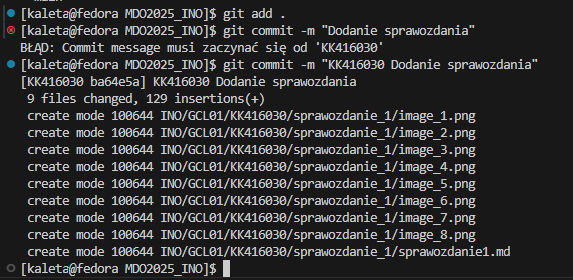 [kaleta@fedora MDO2025_INO]$ git add .
[kaleta@fedora MDO2025_INO]$ git commit -m "Dodanie sprawozdania"
BŁĄD: Commit message musi zaczynać się od 'KK416030'
[kaleta@fedora MDO2025_INO]$ git commit -m "KK416030 Dodanie sprawozdania"
[KK416030 ba64e5a] KK416030 Dodanie sprawozdania
9 files changed, 129 insertions(+)
create mode 100644 INO/GCL01/KK416030/sprawozdanie_1/image_1.png
create mode 100644 INO/GCL01/KK416030/sprawozdanie_1/image_2.png
create mode 100644 INO/GCL01/KK416030/sprawozdanie_1/image_3.png
create mode 100644 INO/GCL01/KK416030/sprawozdanie_1/image_4.png
create mode 100644 INO/GCL01/KK416030/sprawozdanie_1/image_5.png
create mode 100644 INO/GCL01/KK416030/sprawozdanie_1/image_6.png
create mode 100644 INO/GCL01/KK416030/sprawozdanie_1/image_7.png
create mode 100644 INO/GCL01/KK416030/sprawozdanie_1/image_8.png
create mode 100644 INO/GCL01/KK416030/sprawozdanie_1/sprawozdanie1.md
[kaleta@fedora MDO2025_INO]$